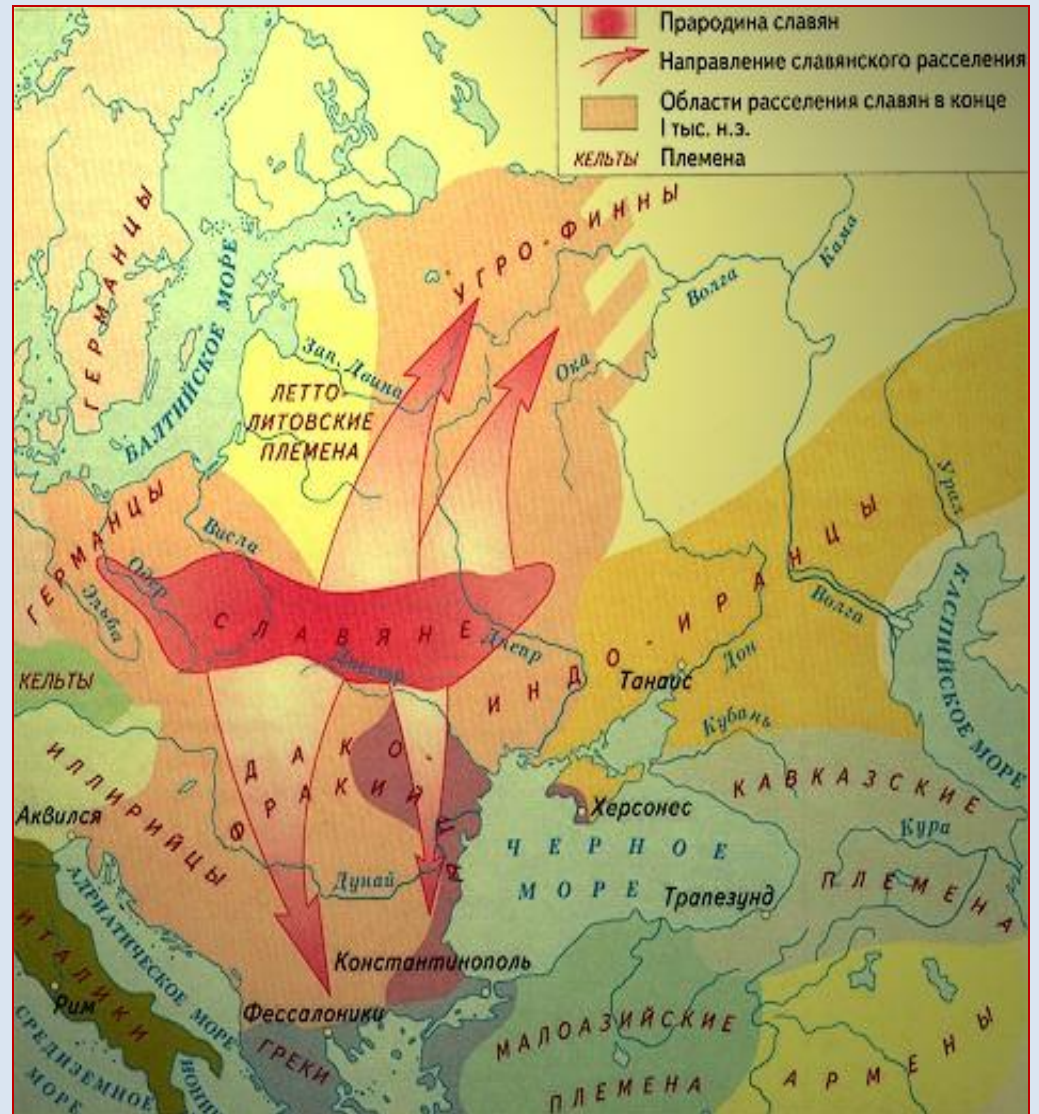 Прародина славян
Направление славянского расселения
Области расселения славян в конце
I тыс. н.э.
КЕЛЬТЫ Племена
УГРО-ФИННЫ
ГЕРМАНЦЫ
Кама
Волга
БАЛТИЙСКОЕ МОРЕ
Зап. Двина
Ока
ЛЕТТО-
ЛИТОВСКИЕ
ПЛЕМЕНА
ГЕРМАНЦЫ
Висла
Одер
Эльба
Урал
СЛАВЯНЕ
Днепр
Днестр
ИНДО-ИРАНЦЫ
Волга
КАСПИЙСКОЕ МОРЕ
Танаис
Дон
КЕЛЬТЫ
Кубань
ИЛЛИРИЙЦЫ
ДАКО-
ФРАКИЙЦЫ
Аквился
Херсонес
КАВКАЗСКИЕ
ПЛЕМЕНА
Кура
ЧЕРНОЕ
МОРЕ
Дунай
Трапезунд
АДРИАТИЧЕСКОЕ МОРЕ
ИТАЛИКИ
Рим
Константинополь
Фессалоники
ГРЕКИ
СРЕДИЗЕМНОЕ
МОРЕ
МАЛОАЗИЙСКИЕ
ПЛЕМЕНА
АРМЕНЫ